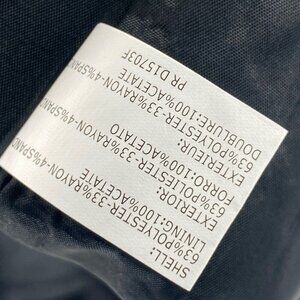 SHELL:
63%POLYESTER-33%RAYON-4%SPAN
LINING:100%ACETATE
EXTERIOR:
63%POLIESTER-33%RAYON-4%SPAN
FORRO:100%ACETATO
EXTERIEUR:
63%POLYESTER-33%RAYON-4%SPAN
DOUBLURE:100%ACETATE
PR D15703F